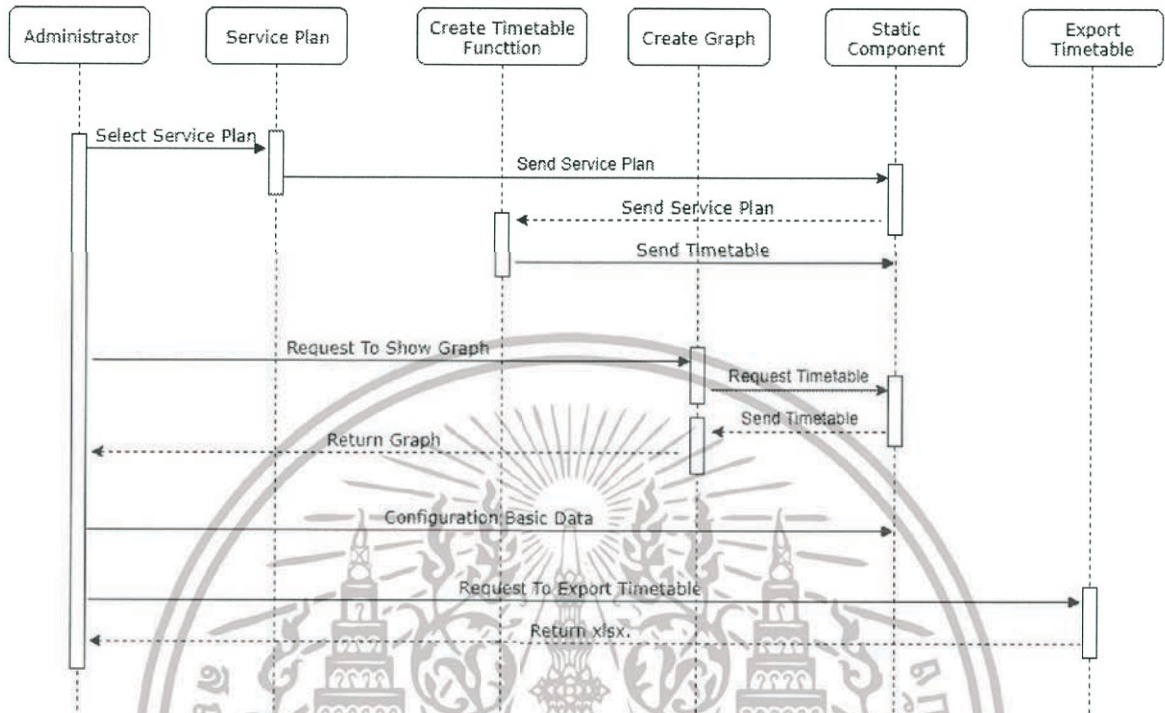 Administrator
Service Plan
Create Timetable
Functtion
Create Graph
Static
Component
Export
Timetable
Select Service Plan
Send Service Plan
Send Service Plan
Send Timetable
Request To Show Graph
Request Timetable
Send Timetable
Return Graph
Configuration Basic Data
Request To Export Timetable
Return xlsx.